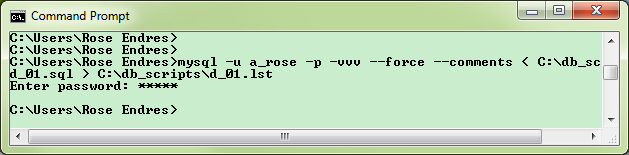 Command Prompt
C:\Users\Rose Endres>
C:\Users\Rose Endres>
C:\Users\Rose Endres>mysql -u a_rose -p -vvv --force --comments < C:\db_sc
d_01.sql > C:\db_scripts\d_01.lst
Enter password: *****
C:\Users\Rose Endres>